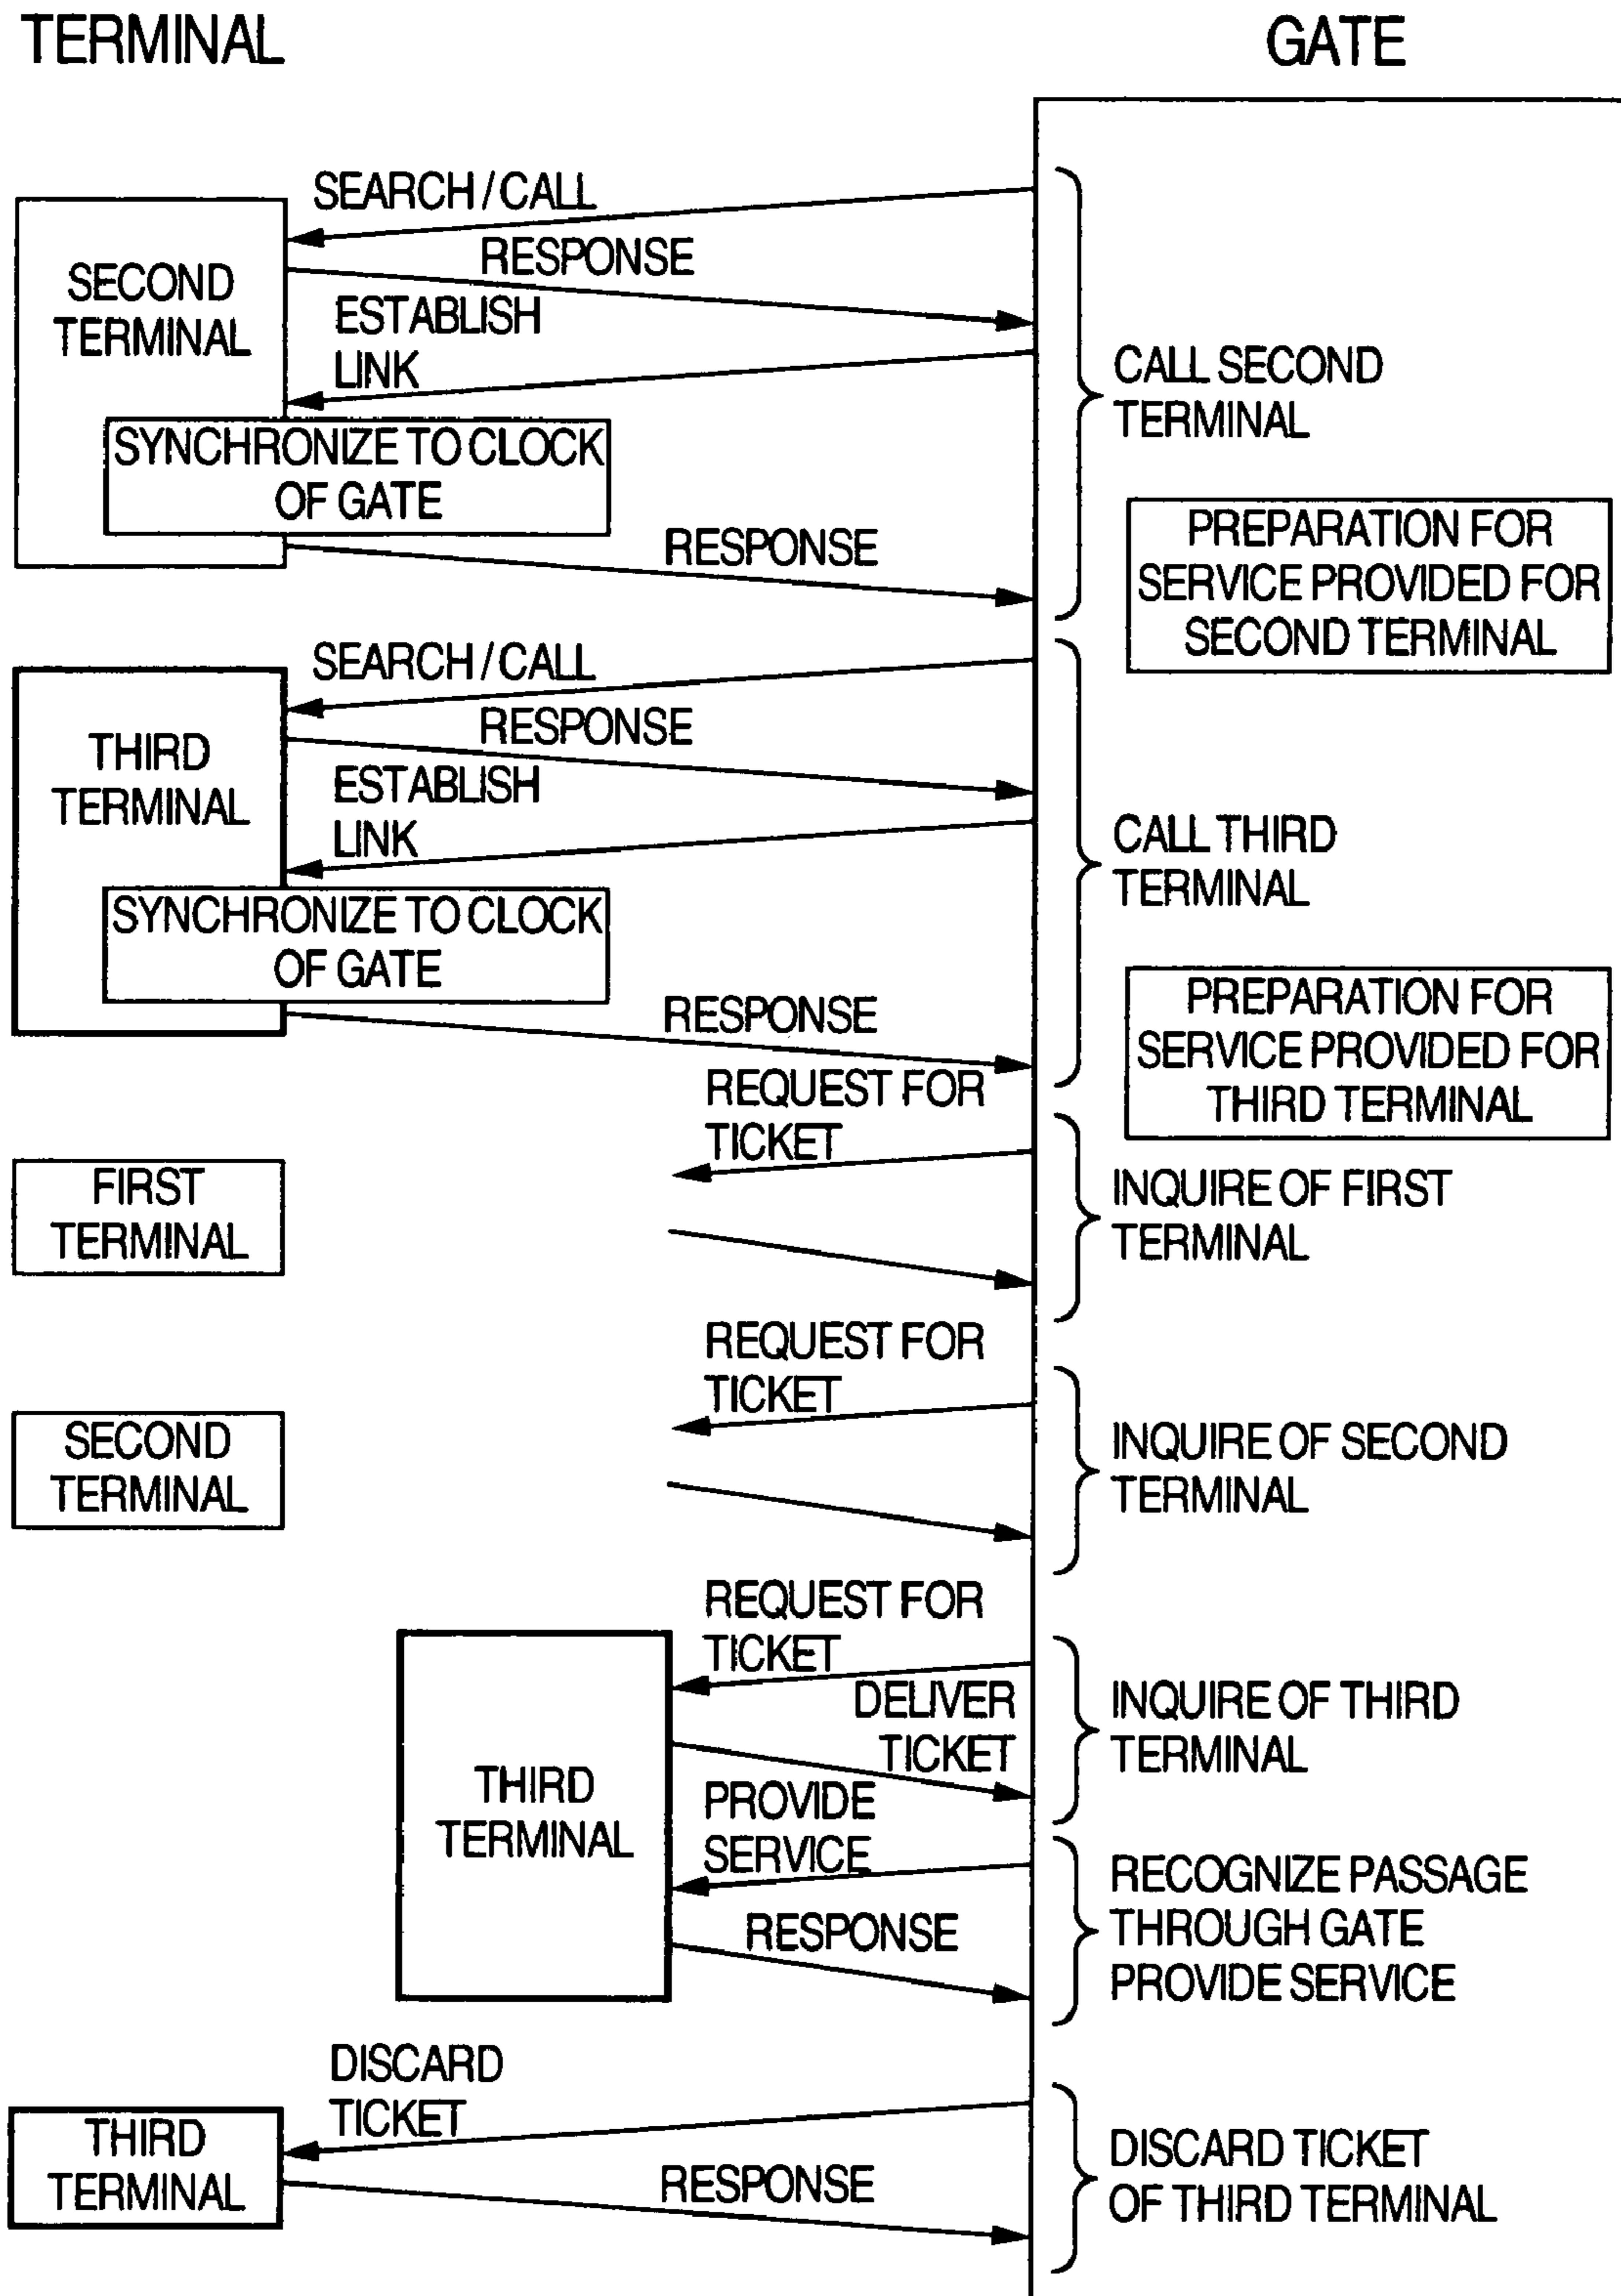 TERMINAL
GATE
SEARCH / CALL
RESPONSE
SECOND
TERMINAL
ESTABLISH
LINK
CALL SECOND
TERMINAL
SYNCHRONIZE TO CLOCK
OF GATE
RESPONSE
PREPARATION FOR
SERVICE PROVIDED FOR
SECOND TERMINAL
SEARCH / CALL
RESPONSE
THIRD
TERMINAL
ESTABLISH
LINK
CALL THIRD
TERMINAL
SYNCHRONIZE TO CLOCK
OF GATE
RESPONSE
PREPARATION FOR
SERVICE PROVIDED FOR
THIRD TERMINAL
REQUEST FOR
TICKET
FIRST
TERMINAL
INQUIRE OF FIRST
TERMINAL
REQUEST FOR
TICKET
SECOND
TERMINAL
INQUIRE OF SECOND
TERMINAL
REQUEST FOR
TICKET
DELIVER
TICKET
INQUIRE OF THIRD
TERMINAL
THIRD
TERMINAL
PROVIDE
SERVICE
RESPONSE
RECOGNIZE PASSAGE
THROUGH GATE
PROVIDE SERVICE
DISCARD
TICKET
THIRD
TERMINAL
RESPONSE
DISCARD TICKET
OF THIRD TERMINAL